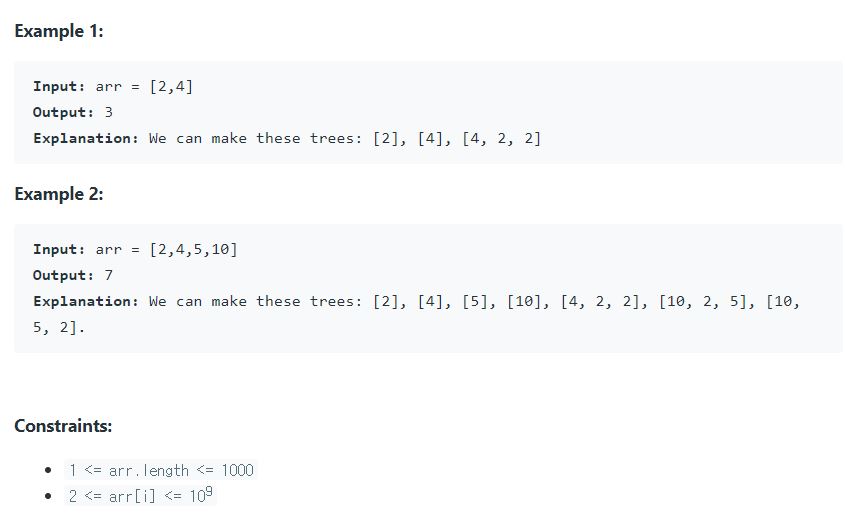 Example 1:
Input: arr = [2,4]
Output: 3
Explanation: We can make these trees: [2], [4], [4, 2, 2]
Example 2:
Input: arr = [2,4,5,10]
Output: 7
Explanation: We can make these trees: [2], [4], [5], [10], [4, 2, 2], [10, 2, 5], [10,
5, 2].
Constraints:
• 1 <= arr.length <= 1000
• 2 <= arr[i] <= 10⁹